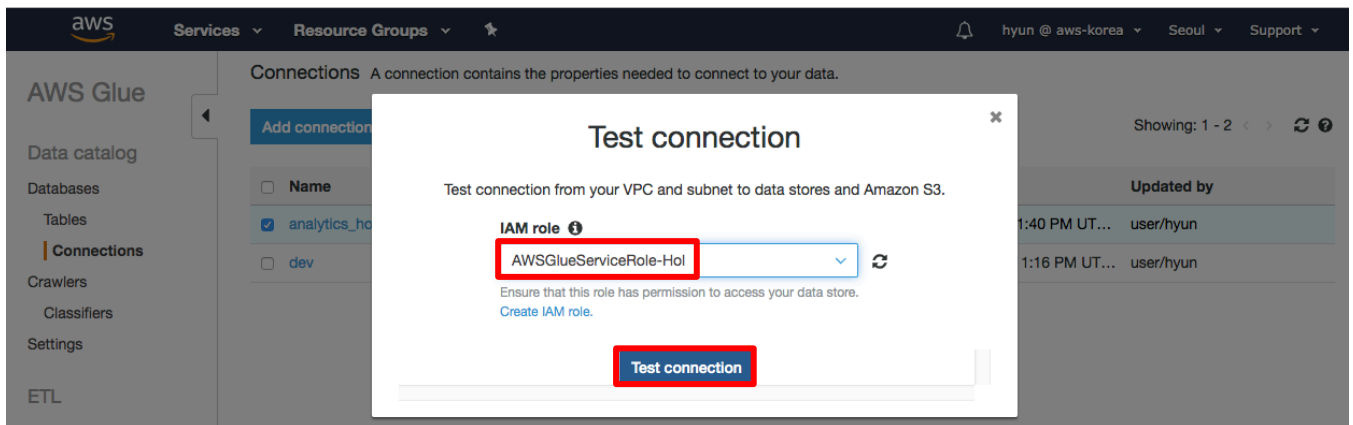 aws Services Resource Groups hyun @ aws-korea Seoul Support
AWS Glue
Data catalog
Databases
Tables
Connections
Crawlers
Classifiers
Settings
ETL
Connections A connection contains the properties needed to connect to your data.
Add connection
Showing: 1 - 2
Name Updated by
analytics_ho 1:40 PM UT... user/hyun
dev 1:16 PM UT... user/hyun
Test connection
Test connection from your VPC and subnet to data stores and Amazon S3.
IAM role
AWSGlueServiceRole-Hol
Ensure that this role has permission to access your data store.
Create IAM role.
Test connection